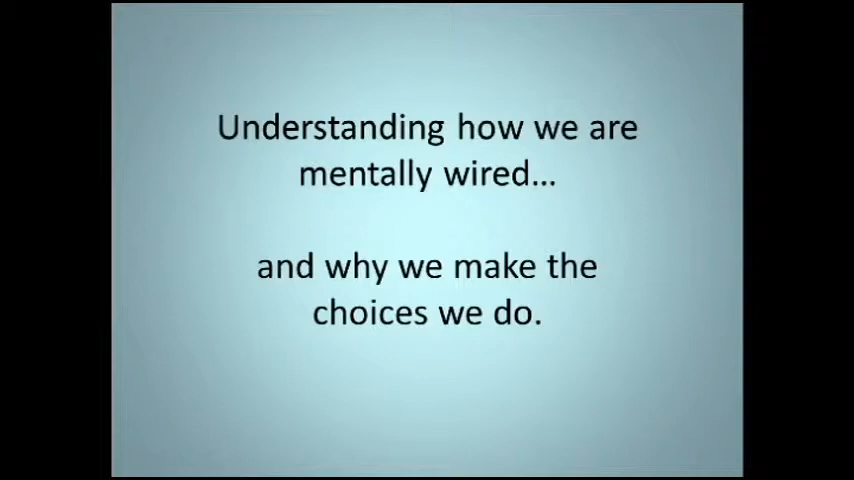 Understanding how we are
mentally wired...
and why we make the
choices we do.